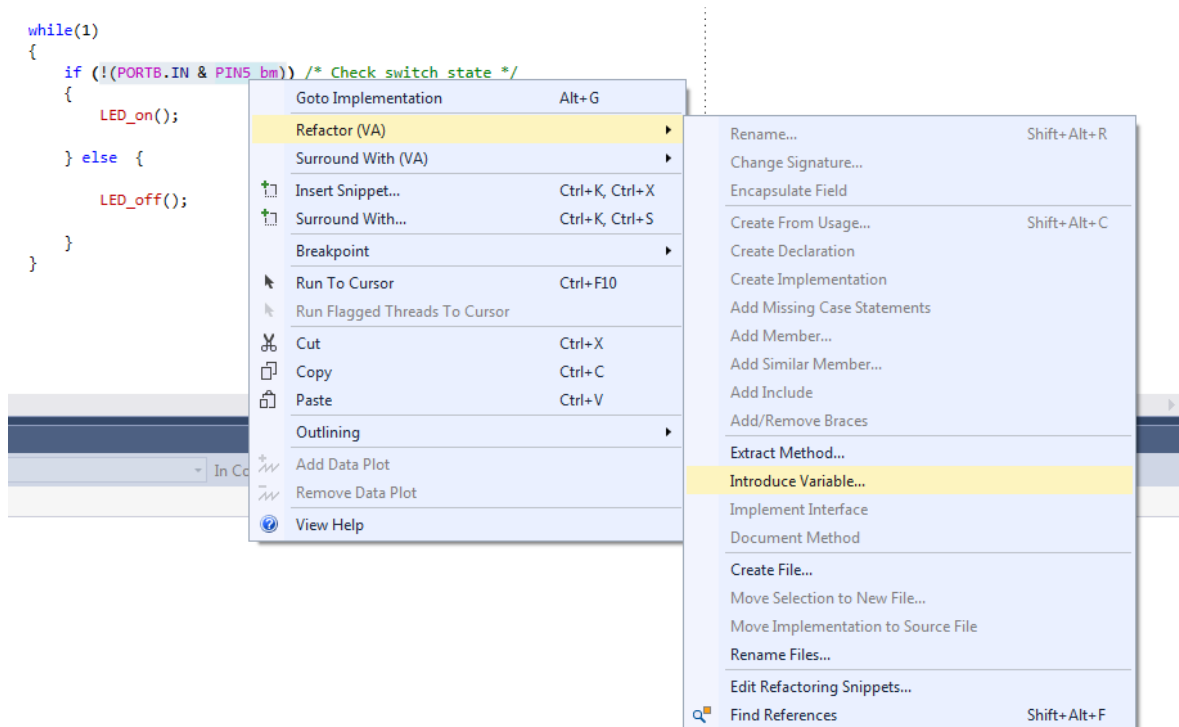 while(1)
{
if (!(PORTB.IN & PIN5_bm)) /* Check switch state */
{
LED_on();
} else {
LED_off();
}
}
Goto Implementation Alt+G
Refactor (VA)
Surround With (VA)
Insert Snippet... Ctrl+K, Ctrl+X
Surround With... Ctrl+K, Ctrl+S
Breakpoint
Run To Cursor Ctrl+F10
Run Flagged Threads To Cursor
Cut Ctrl+X
Copy Ctrl+C
Paste Ctrl+V
Outlining
Add Data Plot
Remove Data Plot
View Help
In Co
Rename... Shift+Alt+R
Change Signature...
Encapsulate Field
Create From Usage... Shift+Alt+C
Create Declaration
Create Implementation
Add Missing Case Statements
Add Member...
Add Similar Member...
Add Include
Add/Remove Braces
Extract Method...
Introduce Variable...
Implement Interface
Document Method
Create File...
Move Selection to New File...
Move Implementation to Source File
Rename Files...
Edit Refactoring Snippets...
Find References Shift+Alt+F